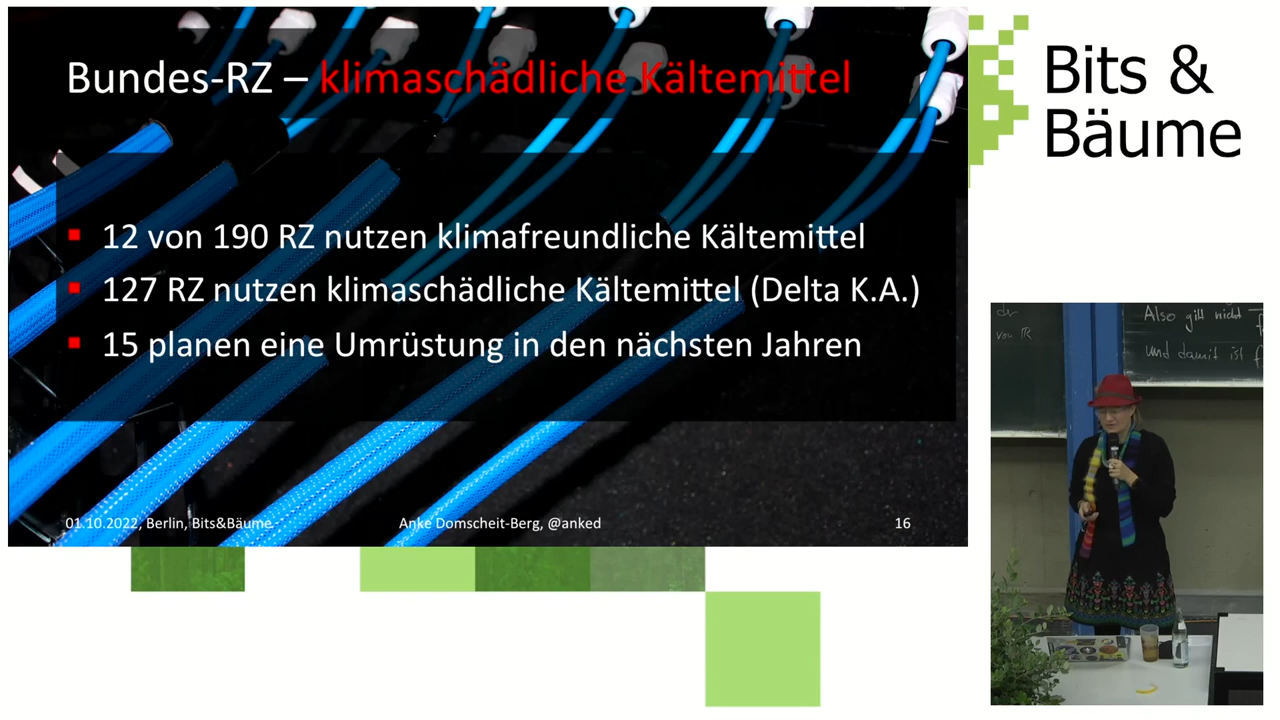 Bundes-RZ – klimaschädliche Kältemittel
12 von 190 RZ nutzen klimafreundliche Kältemittel
127 RZ nutzen klimaschädliche Kältemittel (Delta K.A.)
15 planen eine Umrüstung in den nächsten Jahren
01.10.2022, Berlin, Bits&Bäume
Anke Domscheit-Berg, @anked
16
Bits &
Bäume
von
Also gilt nicht
und damit ist